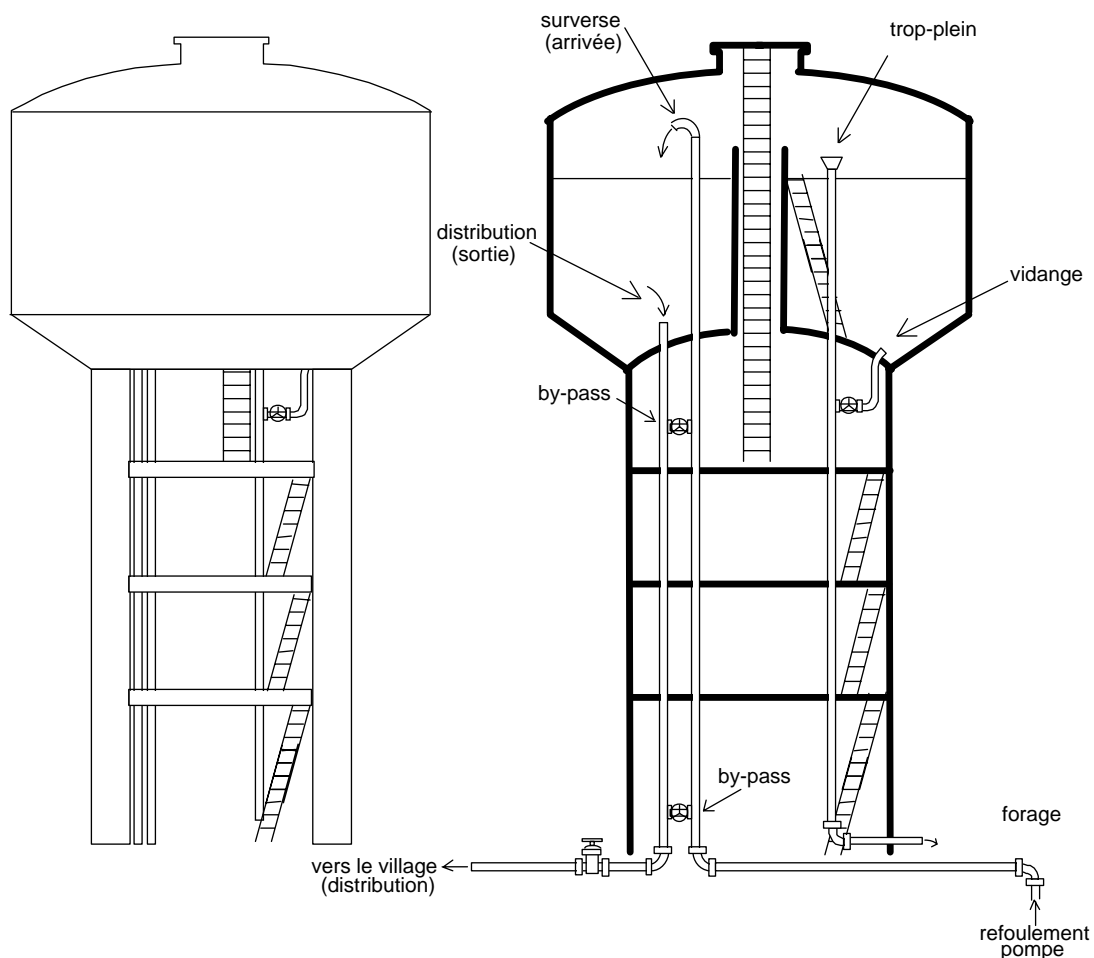 surverse
(arrivée)
trop-plein
distribution
(sortie)
vidange
by-pass
by-pass
forage
vers le village
(distribution)
refoulement
pompe